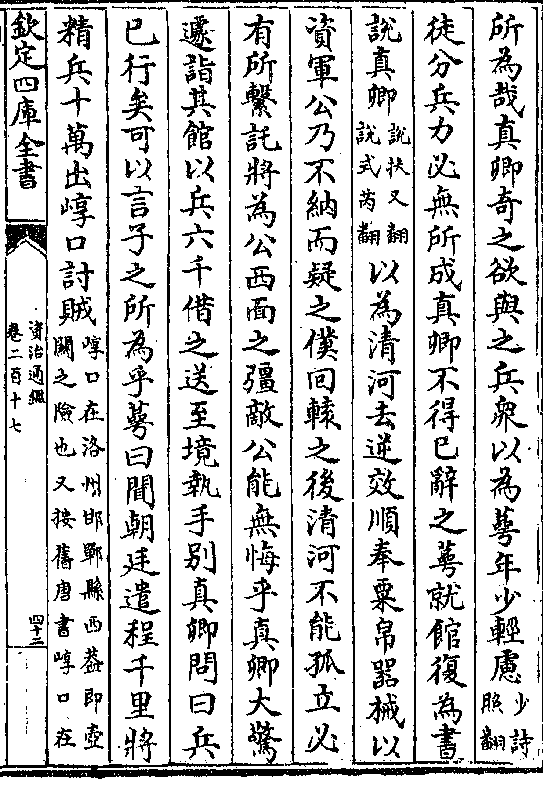 所為哉真卿奇之欲與之兵衆以為蕚年少輕慮少詩照翻
徒分兵力必無所成真卿不得已辭之蕚就館復為書
說真卿說扶又翻說式芮翻以為清河去逆效順奉粟帛器械以
資軍公乃不納而疑之僕回轅之後清河不能孤立必
有所繫託將為公西面之彊敵公能無悔乎真卿大驚
遽詣其館以兵六千借之送至境執手别真卿問曰兵
已行矣可以言子之所為乎蕚曰聞朝廷遣程千里將
精兵十萬出崞口討賊崞口在洛州邯鄲縣西葢即壺關之險也又按舊唐書崞口在
欽定四庫全書
資治通鑑
卷二百十七
四十二